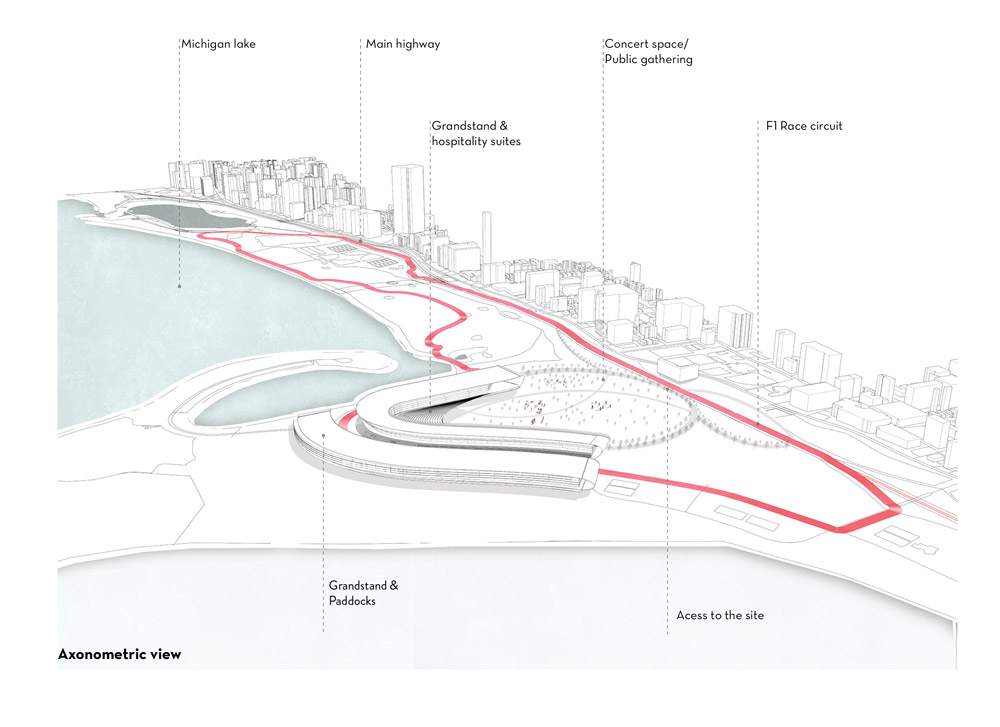 Michigan lake
Main highway
Concert space/
Public gathering
Grandstand &
hospitality suites
F1 Race circuit
Grandstand &
Paddocks
Acess to the site
Axonometric view